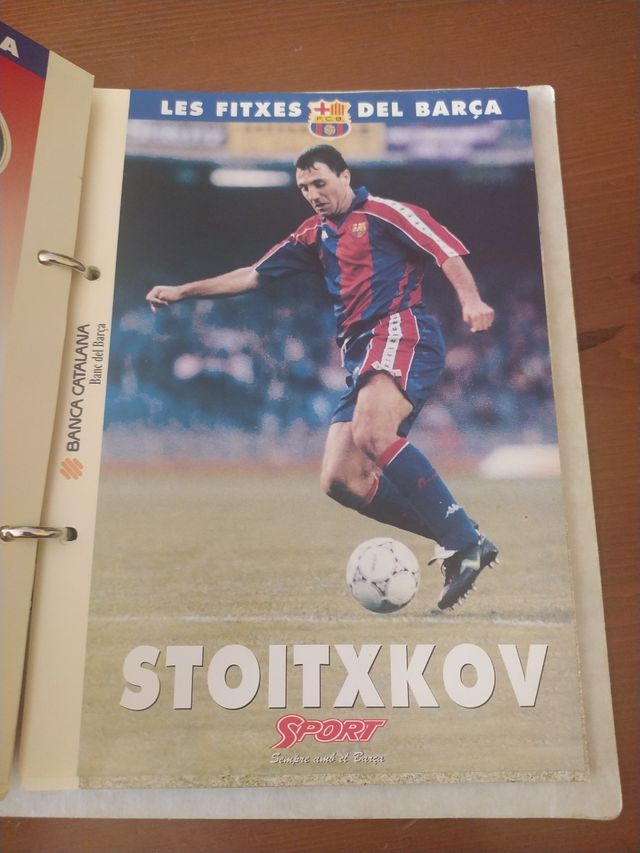 A
LES FITXES DEL BARÇA
F.C.B.
BANCA CATALANA
Banc del Barça
STOITXKOV
SPORT
Sempre amb el Barça